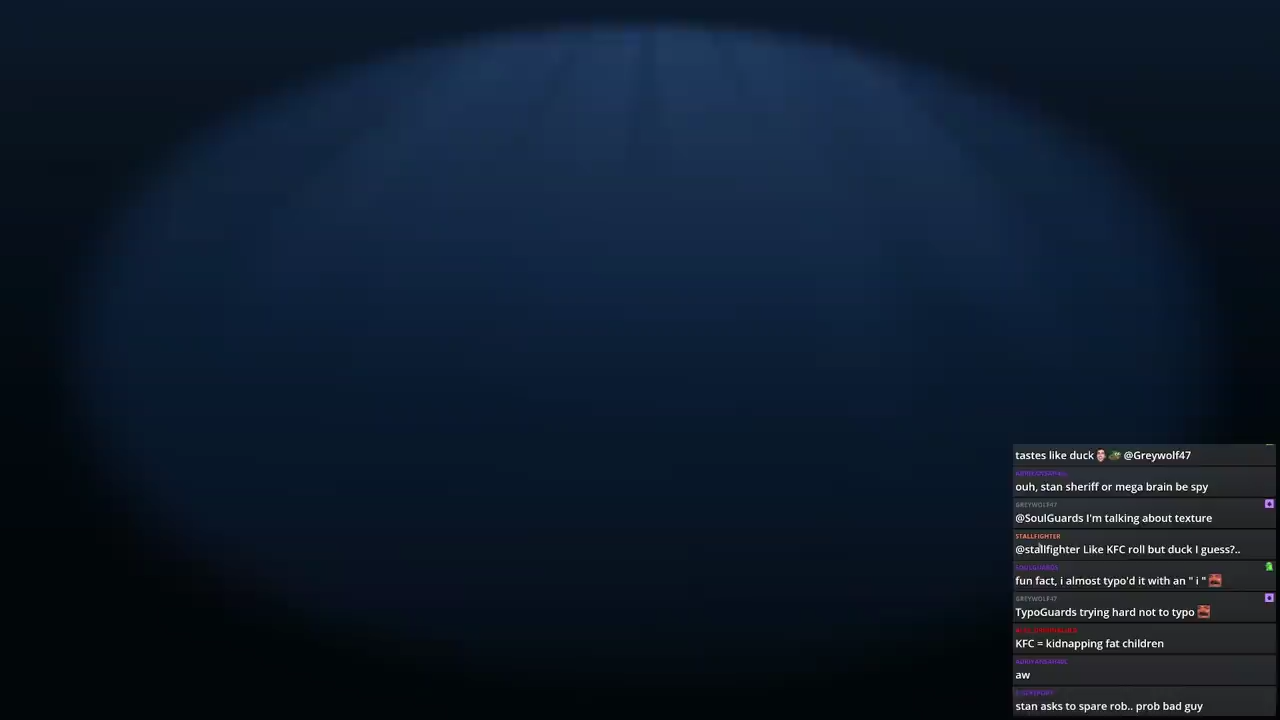 tastes like duck @Greywolf47
ouh, stan sheriff or mega brain be spy
GREYWOLF47
@SoulGuards I'm talking about texture
STALLFIGHTER
@stallfighter Like KFC roll but duck I guess?..
SOULGUARDS
fun fact, i almost typo'd it with an " i "
GREYWOLF47
TypoGuards trying hard not to typo
KFC = kidnapping fat children
aw
stan asks to spare rob.. prob bad guy